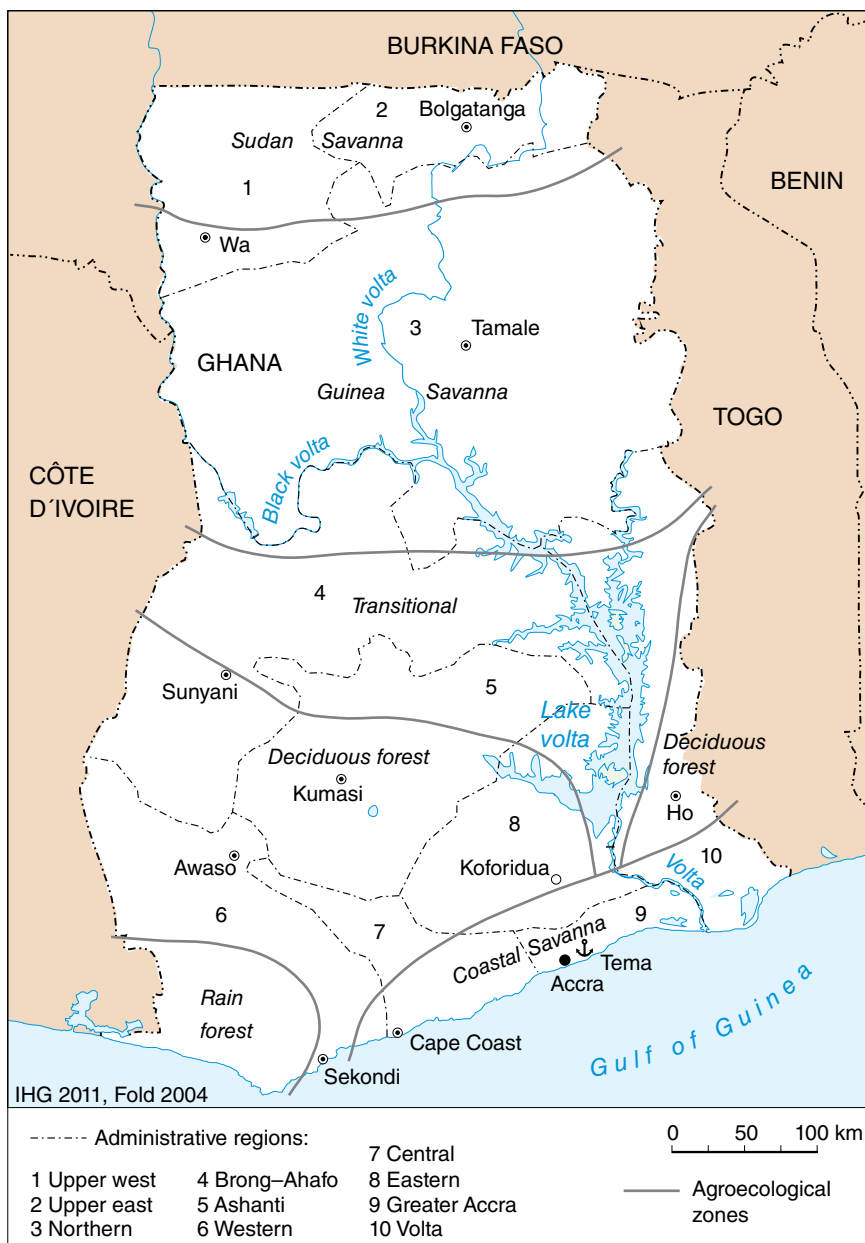 BURKINA FASO
2
Bolgatanga
Sudan Savanna
BENIN
1
Wa
White volta
3
Tamale
GHANA
Guinea Savanna
TOGO
CÔTE
D´IVOIRE
Black volta
4
Transitional
Sunyani
5
Lake
volta
Deciduous forest
Deciduous
forest
Kumasi
Ho
8
Awaso
Koforidua
Volta
10
6
7
9
Coastal Savanna
Tema
Accra
Rain
forest
Cape Coast
Gulf of Guinea
Sekondi
IHG 2011, Fold 2004
Administrative regions:
1 Upper west
2 Upper east
3 Northern
4 Brong–Ahafo
5 Ashanti
6 Western
7 Central
8 Eastern
9 Greater Accra
10 Volta
0 50 100 km
Agroecological
zones